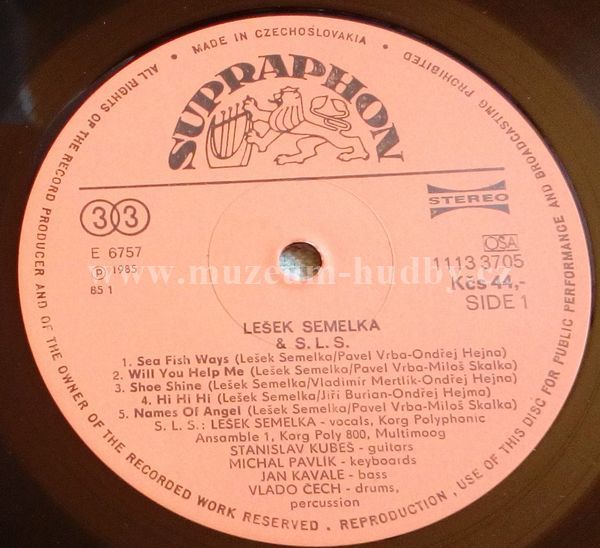 ALL RIGHTS OF THE RECORD PRODUCER AND OF THE OWNER OF THE RECORDED WORK RESERVED . REPRODUCTION , USE OF THIS DISC FOR PUBLIC PERFORMANCE AND BROADCASTING PROHIBITED
• MADE IN CZECHOSLOVAKIA •
SUPRAPHON
33
STEREO
E 6757
℗ 1985
85 1
OSA
1113 3705
Kčs 44,-
SIDE 1
www.muzeum-hudby.cz
LEŠEK SEMELKA
& S. L. S.
1. Sea Fish Ways (Lešek Semelka/Pavel Vrba-Ondřej Hejna)
2. Will You Help Me (Lešek Semelka/Pavel Vrba-Miloš Skalka)
3. Shoe Shine (Lešek Semelka/Vladimír Mertlík-Ondřej Hejna)
4. Hi Hi Hi (Lešek Semelka/Jiří Burian-Ondřej Hejma)
5. Names Of Angel (Lešek Semelka/Pavel Vrba-Miloš Skalka)
S. L. S.: LEŠEK SEMELKA - vocals, Korg Polyphonic
Ansamble 1, Korg Poly 800, Multimoog
STANISLAV KUBEŠ - guitars
MICHAL PAVLÍK - keyboards
JAN KAVALE - bass
VLADO ČECH - drums,
percussion